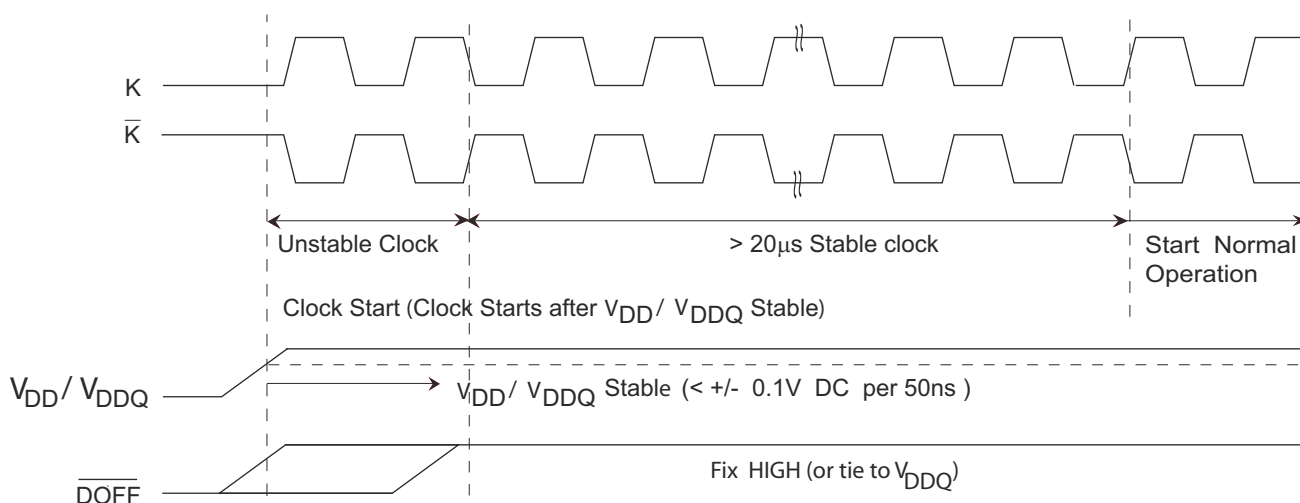 K
K̅
Unstable Clock
> 20µs Stable clock
Start Normal
Operation
Clock Start (Clock Starts after VDD / VDDQ Stable)
VDD / VDDQ
VDD / VDDQ Stable (< +/- 0.1V DC per 50ns )
Fix HIGH (or tie to VDDQ)
DOFF